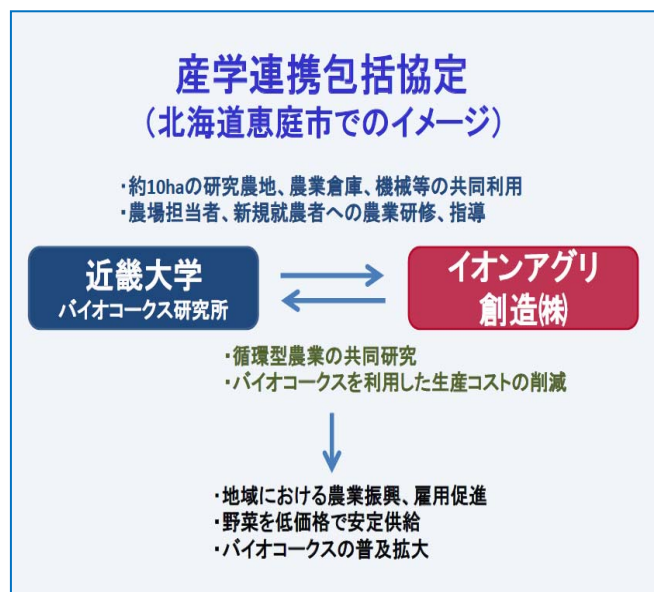 産学連携包括協定
（北海道恵庭市でのイメージ）
・約10haの研究農地、農業倉庫、機械等の共同利用
・農場担当者、新規就農者への農業研修、指導
近畿大学
バイオコークス研究所
イオンアグリ
創造㈱
・循環型農業の共同研究
・バイオコークスを利用した生産コストの削減
・地域における農業振興、雇用促進
・野菜を低価格で安定供給
・バイオコークスの普及拡大